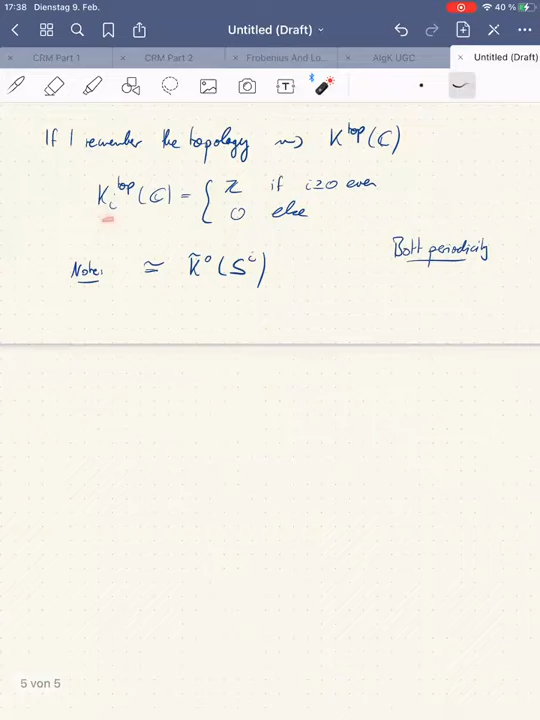 17:38 Dienstag 9. Feb. 40 %
Untitled (Draft)
CRM Part 1 CRM Part 2 Frobenius And Lo... AlgK UGC Untitled (Draft)
If I remember the topology ⇝ K^top(ℂ)
K_i^top(ℂ) = { ℤ if i≥0 even
0 else
Bott periodicity
Note: ≅ K̃^0(S^i)
5 von 5